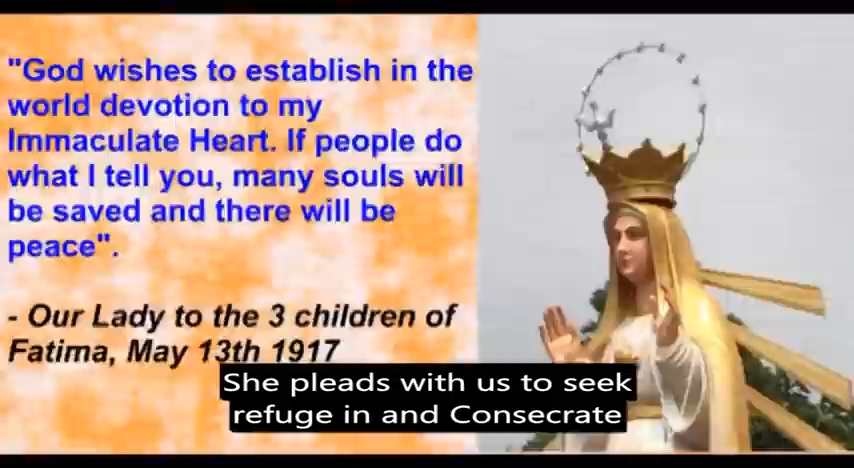 "God wishes to establish in the
world devotion to my
Immaculate Heart. If people do
what I tell you, many souls will
be saved and there will be
peace".
- Our Lady to the 3 children of
Fatima, May 13th 1917
She pleads with us to seek
refuge in and Consecrate